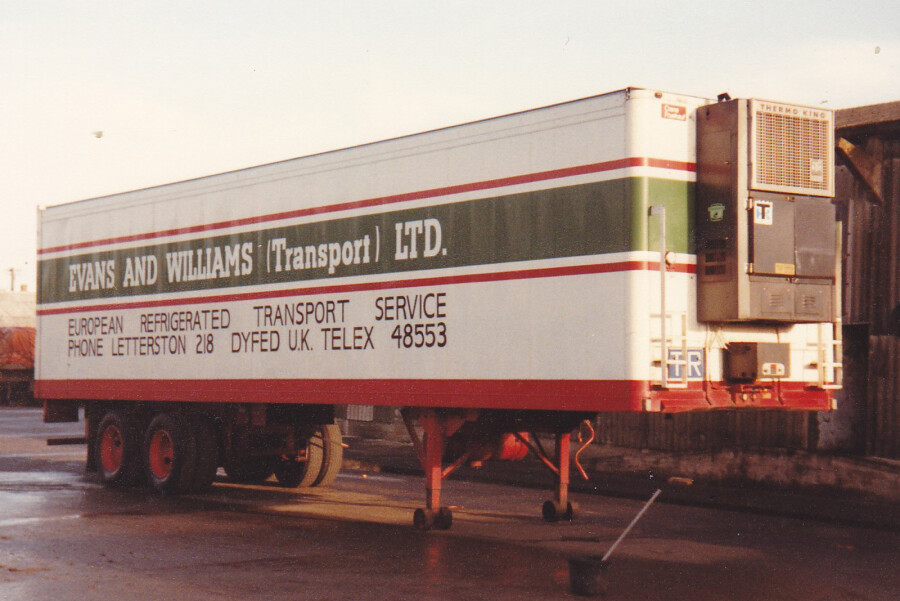 THERMO KING
EVANS AND WILLIAMS (Transport) LTD.
EUROPEAN REFRIGERATED TRANSPORT SERVICE
PHONE LETTERSTON 218 DYFED U.K. TELEX 48553
TIR